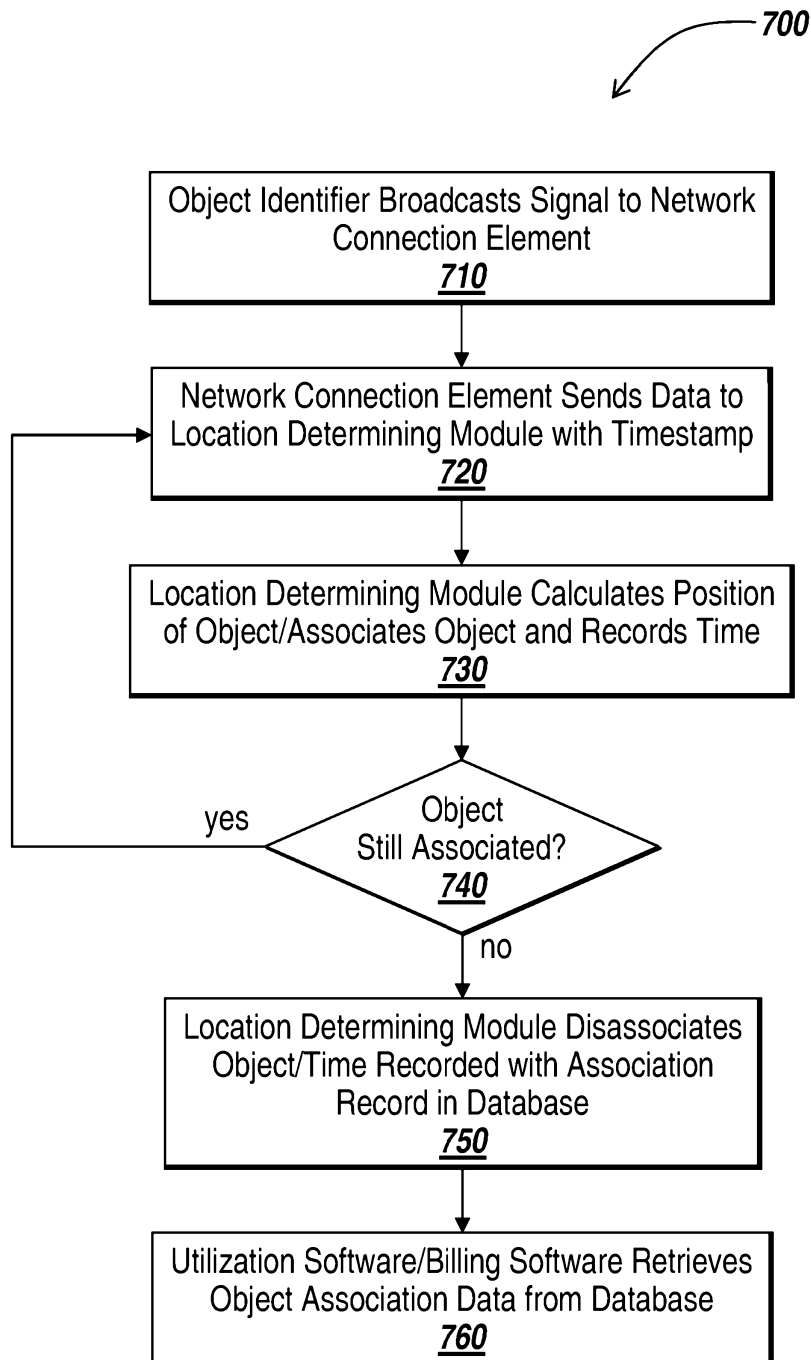 700
Object Identifier Broadcasts Signal to Network
Connection Element
710
Network Connection Element Sends Data to
Location Determining Module with Timestamp
720
Location Determining Module Calculates Position
of Object/Associates Object and Records Time
730
Object
Still Associated?
740
yes
no
Location Determining Module Disassociates
Object/Time Recorded with Association
Record in Database
750
Utilization Software/Billing Software Retrieves
Object Association Data from Database
760